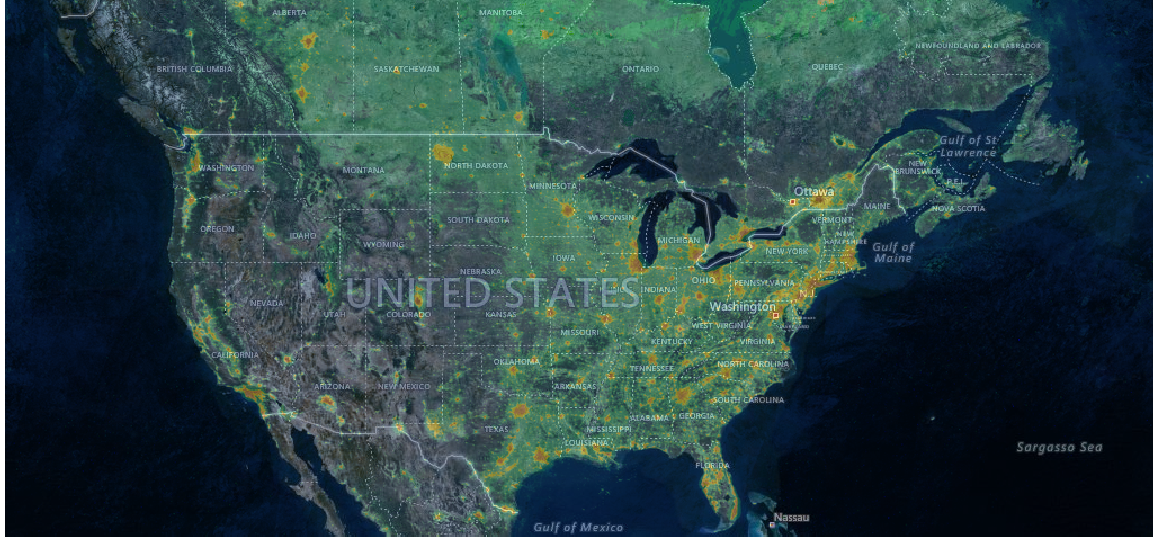 ALBERTA
MANITOBA
NEWFOUNDLAND AND LABRADOR
BRITISH COLUMBIA
SASKATCHEWAN
ONTARIO
QUEBEC
Gulf of St
Lawrence
WASHINGTON
MONTANA
NORTH DAKOTA
NEW
BRUNSWICK
P.E.I.
MINNESOTA
Ottawa
MAINE
NOVA SCOTIA
SOUTH DAKOTA
WISCONSIN
VERMONT
OREGON
IDAHO
WYOMING
MICHIGAN
NEW
HAMPSHIRE
NEW YORK
Gulf of
Maine
IOWA
NEBRASKA
OHIO
PENNSYLVANIA
UNITED STATES
INDIANA
N.J.
NEVADA
UTAH
COLORADO
KANSAS
Washington
MISSOURI
WEST VIRGINIA
KENTUCKY
VIRGINIA
CALIFORNIA
OKLAHOMA
TENNESSEE
NORTH CAROLINA
ARIZONA
NEW MEXICO
ARKANSAS
SOUTH CAROLINA
ALABAMA
GEORGIA
TEXAS
MISSISSIPPI
LOUISIANA
Sargasso Sea
FLORIDA
Nassau
Gulf of Mexico